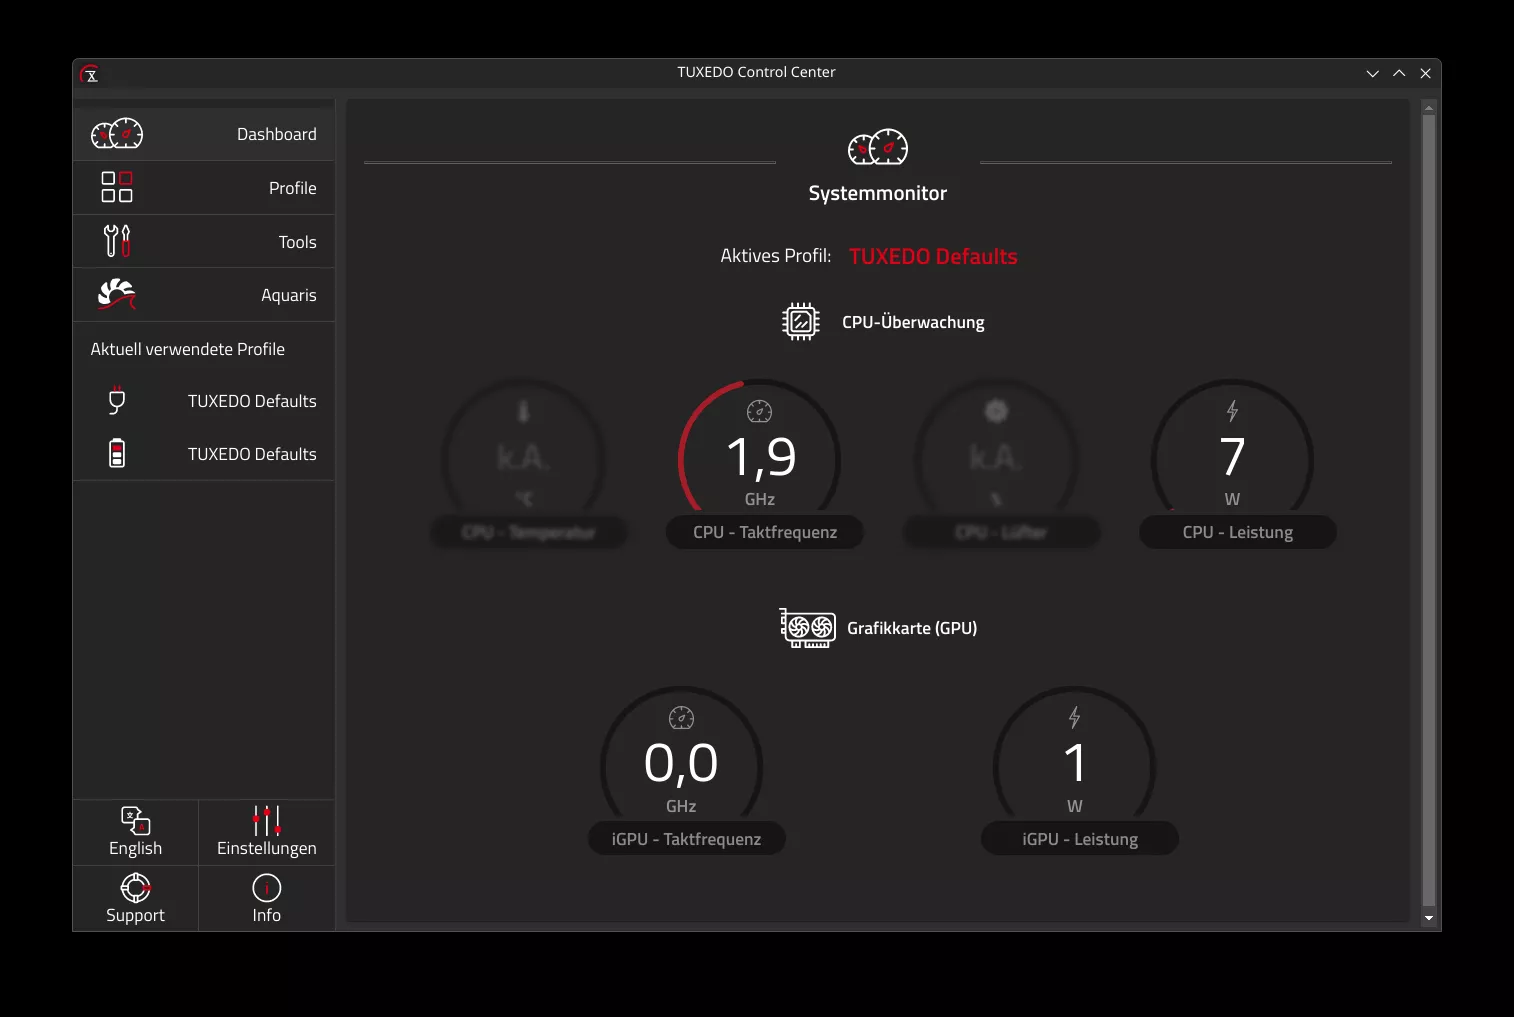 TUXEDO Control Center
Dashboard
Profile
Tools
Aquaris
Aktuell verwendete Profile
TUXEDO Defaults
TUXEDO Defaults
English
Einstellungen
Support
Info
Systemmonitor
Aktives Profil: TUXEDO Defaults
CPU-Überwachung
k.A.
°C
CPU - Temperatur
1,9
GHz
CPU - Taktfrequenz
k.A.
%
CPU - Lüfter
7
W
CPU - Leistung
Grafikkarte (GPU)
0,0
GHz
iGPU - Taktfrequenz
1
W
iGPU - Leistung